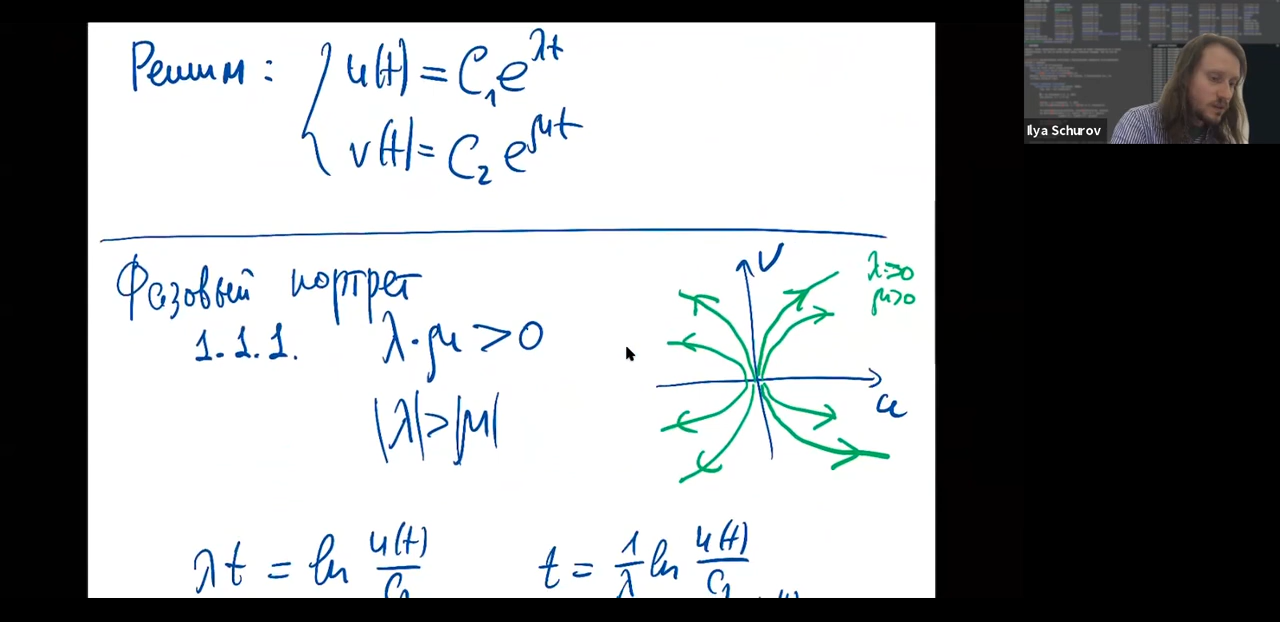 Решим: { u(t) = C₁e^{λt}
v(t) = C₂e^{μt}
Ilya Schurov
Фазовый портрет
1.1.1. λ·μ > 0
|λ| > |μ|
v
λ>0
μ>0
u
λt = ln u(t)/C₁ t = 1/λ ln u(t)/C₁